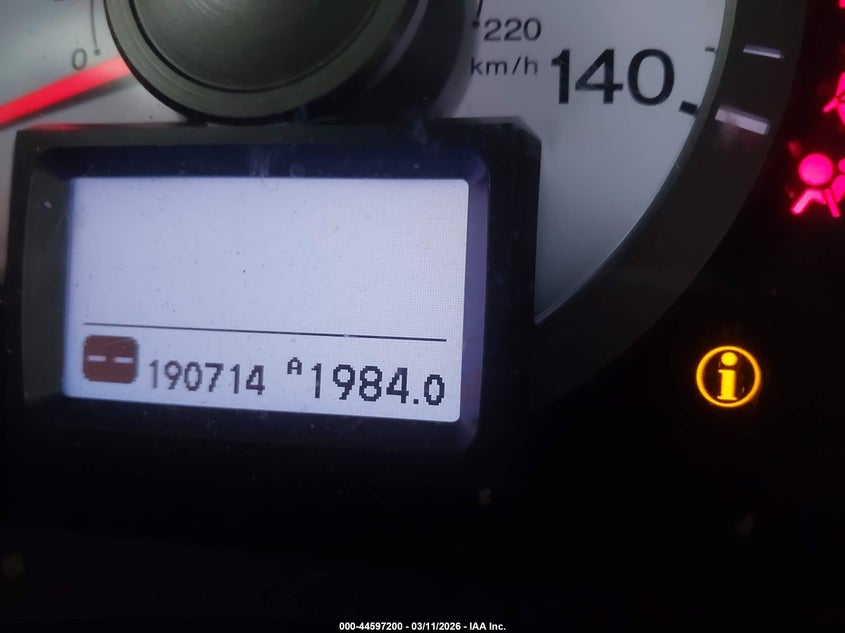 0
220
km/h 140
-- 190714 A 1984.0
i
000-44597200 - 03/11/2026 - IAA Inc.